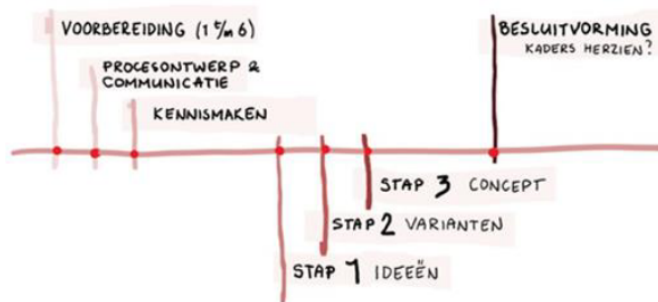 VOORBEREIDING (1 t/m 6)
PROCESONTWERP &
COMMUNICATIE
KENNISMAKEN
BESLUITVORMING
KADERS HERZIEN?
STAP 3 CONCEPT
STAP 2 VARIANTEN
STAP 1 IDEEËN